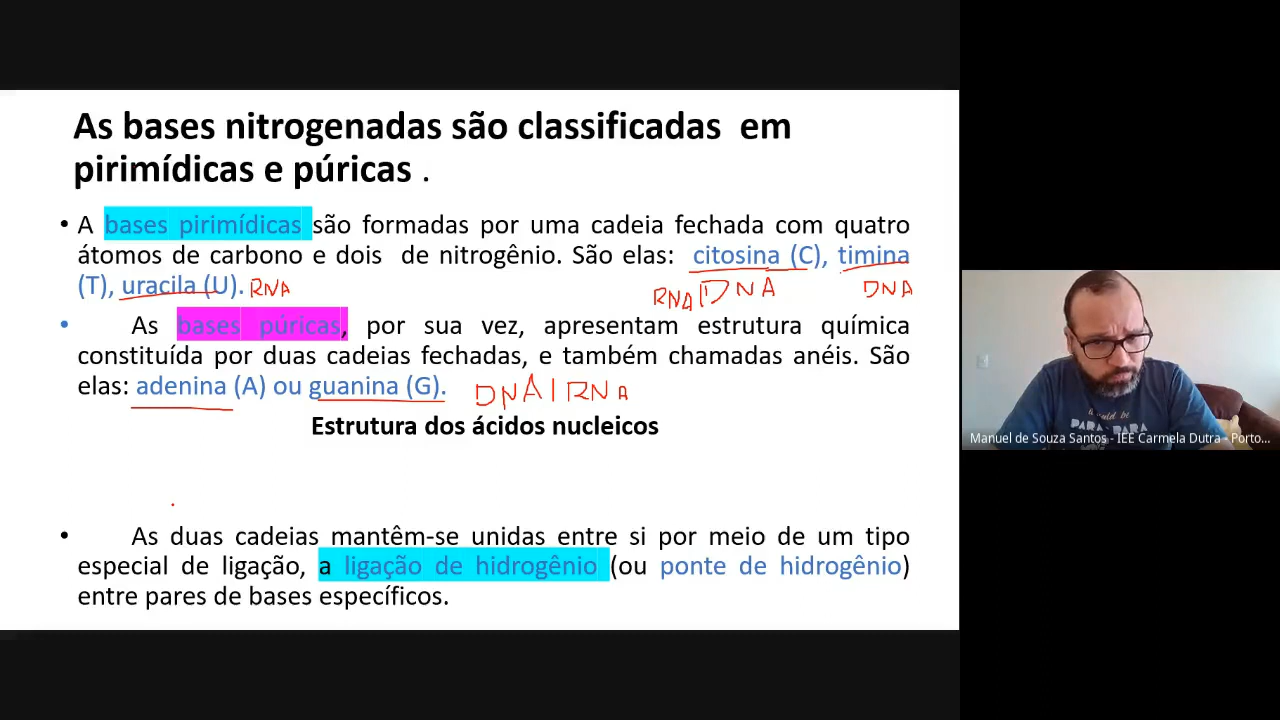 As bases nitrogenadas são classificadas em
pirimídicas e púricas .
• A bases pirimídicas são formadas por uma cadeia fechada com quatro
átomos de carbono e dois de nitrogênio. São elas: citosina (C), timina
(T), uracila (U). RNA RNA/DNA DNA
• As bases púricas, por sua vez, apresentam estrutura química
constituída por duas cadeias fechadas, e também chamadas anéis. São
elas: adenina (A) ou guanina (G). DNA/RNA
Estrutura dos ácidos nucleicos
• As duas cadeias mantêm-se unidas entre si por meio de um tipo
especial de ligação, a ligação de hidrogênio (ou ponte de hidrogênio)
entre pares de bases específicos.
would be
PARA PARA
Manuel de Souza Santos - IEE Carmela Dutra - Porto...